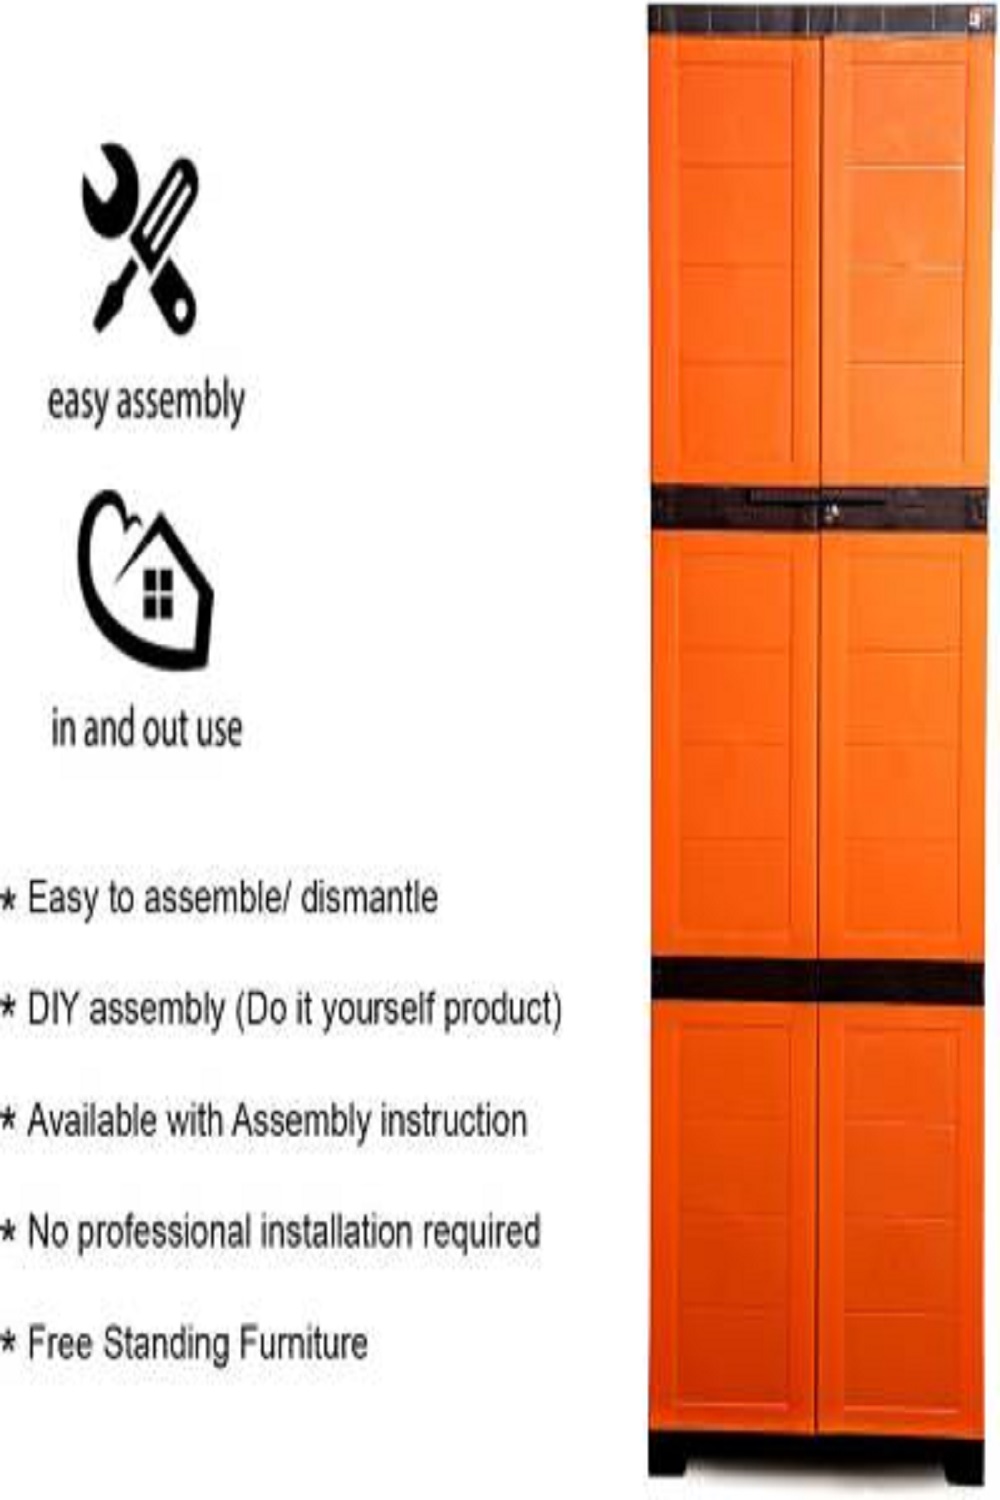 easy assembly
in and out use
* Easy to assemble/ dismantle
* DIY assembly (Do it yourself product)
* Available with Assembly instruction
* No professional installation required
* Free Standing Furniture